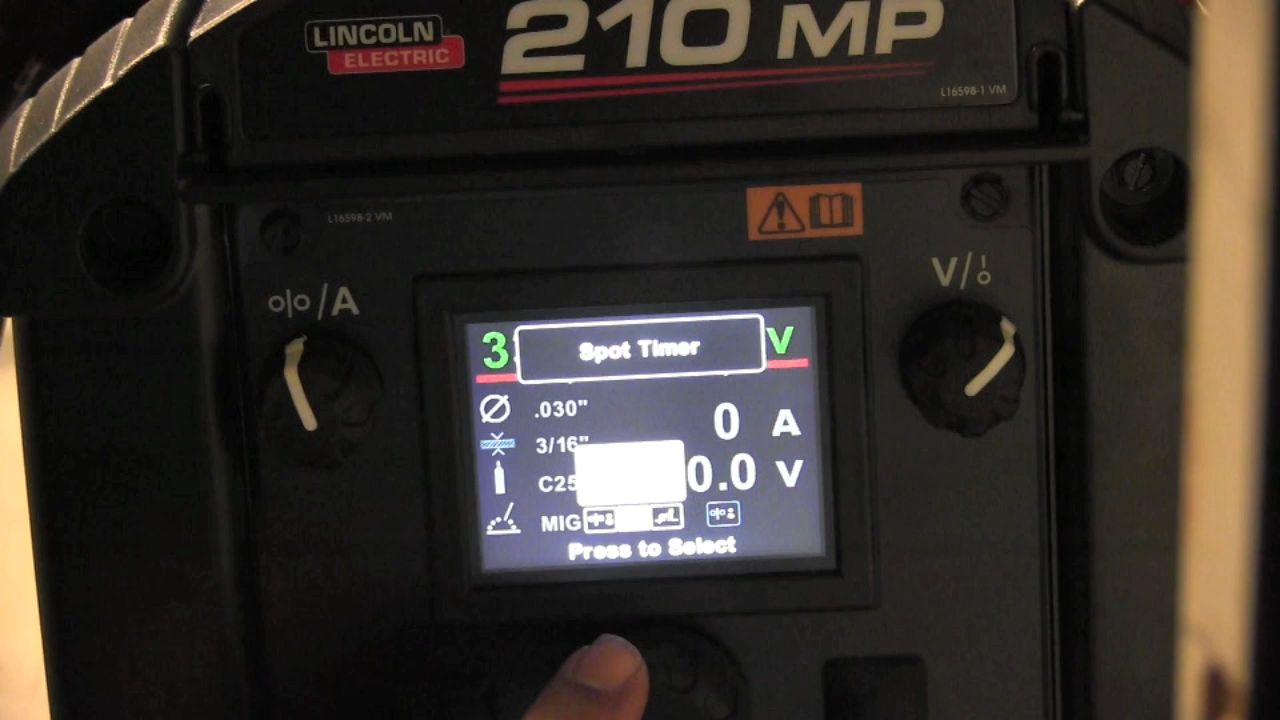 LINCOLN
ELECTRIC
210 MP
L16598-1 VM
L16598-2 VM
/A
V/
3
Spot Timer
V
.030"
0 A
3/16"
C25
0.0 V
MIG
Press to Select